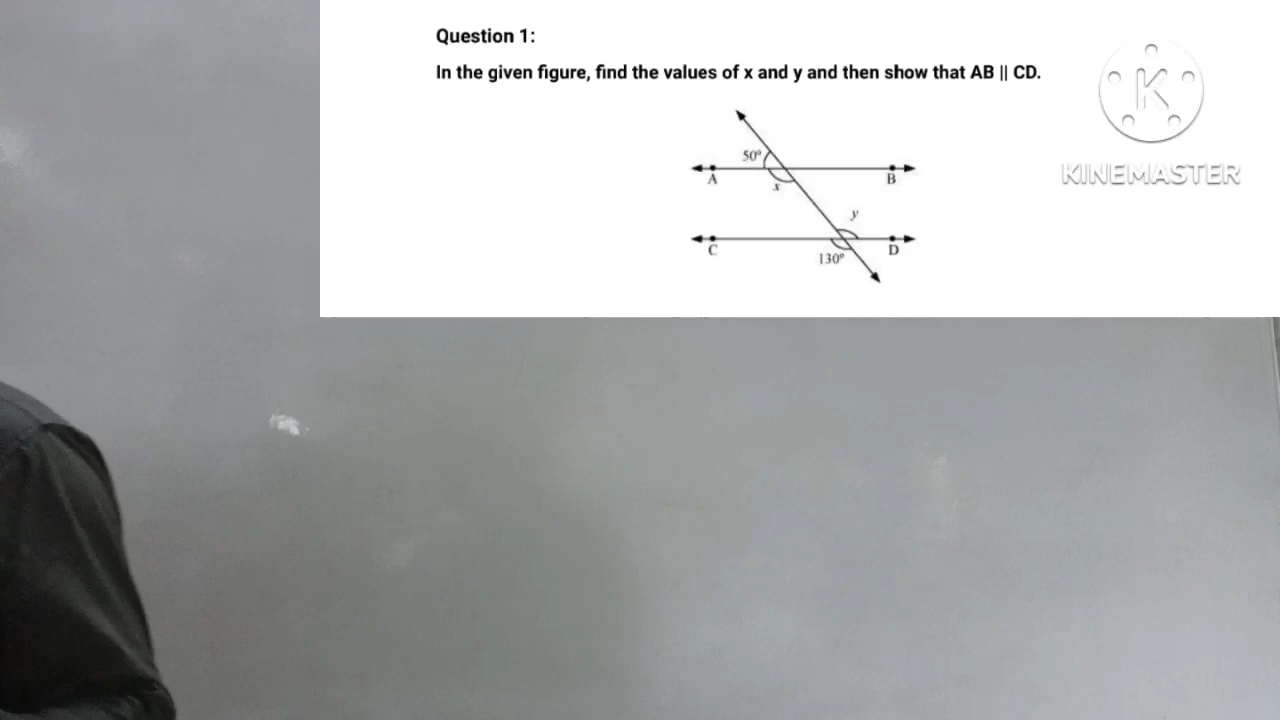 Question 1:
In the given figure, find the values of x and y and then show that AB || CD.
K
KINEMASTER
50°
A
B
x
y
C
D
130°